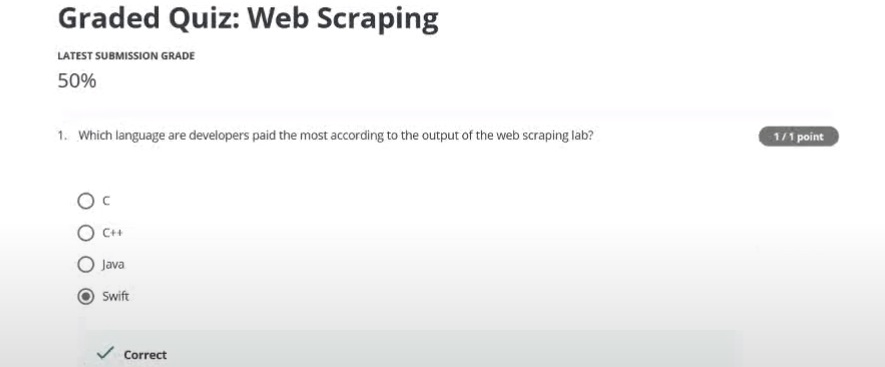 Graded Quiz: Web Scraping
LATEST SUBMISSION GRADE
50%
1. Which language are developers paid the most according to the output of the web scraping lab?
1 / 1 point
C
C++
Java
Swift
Correct